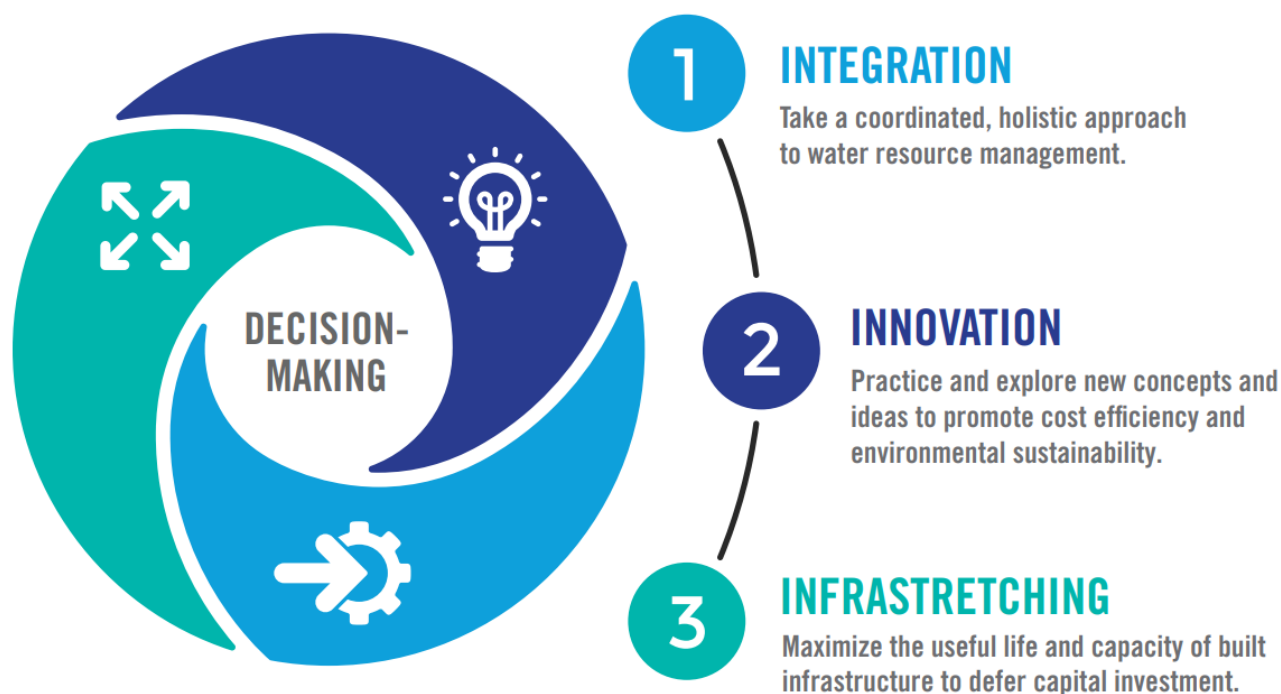 DECISION-
MAKING
1
INTEGRATION
Take a coordinated, holistic approach
to water resource management.
2
INNOVATION
Practice and explore new concepts and
ideas to promote cost efficiency and
environmental sustainability.
3
INFRASTRETCHING
Maximize the useful life and capacity of built
infrastructure to defer capital investment.